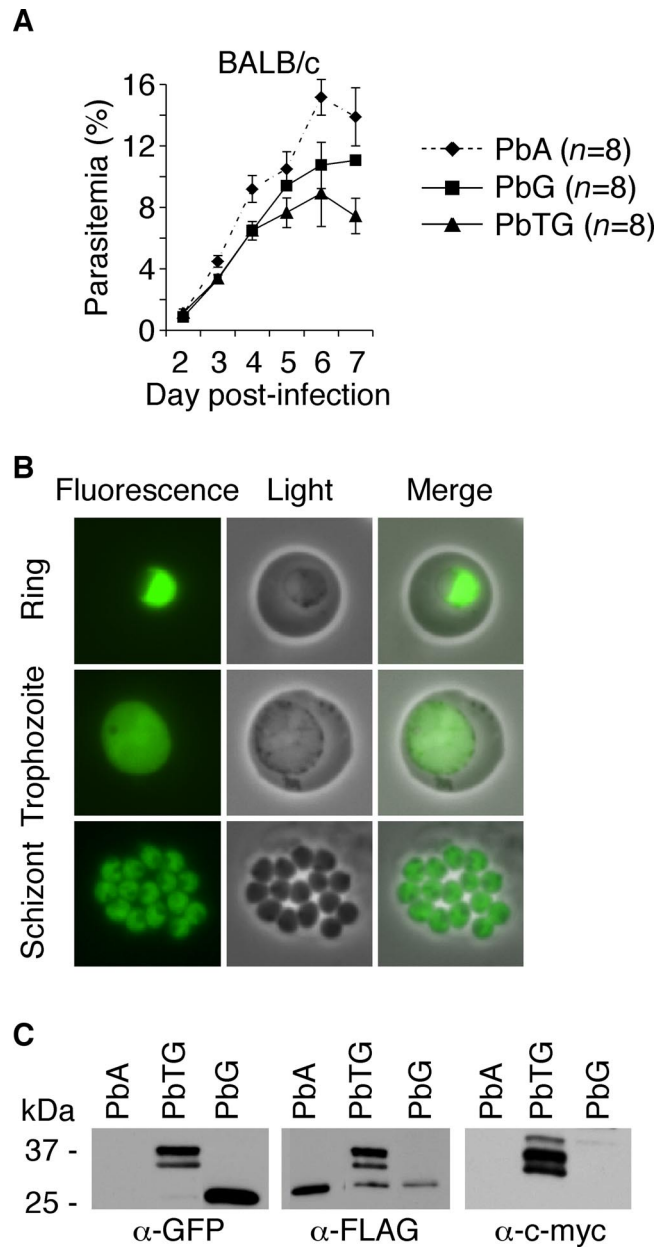 A
BALB/c
16
12
8
4
0
Parasitemia (%)
2 3 4 5 6 7
Day post-infection
PbA (n=8)
PbG (n=8)
PbTG (n=8)
B
Fluorescence Light Merge
Ring
Trophozoite
Schizont
C
kDa
PbA PbTG PbG PbA PbTG PbG PbA PbTG PbG
37 -
25 -
α-GFP α-FLAG α-c-myc